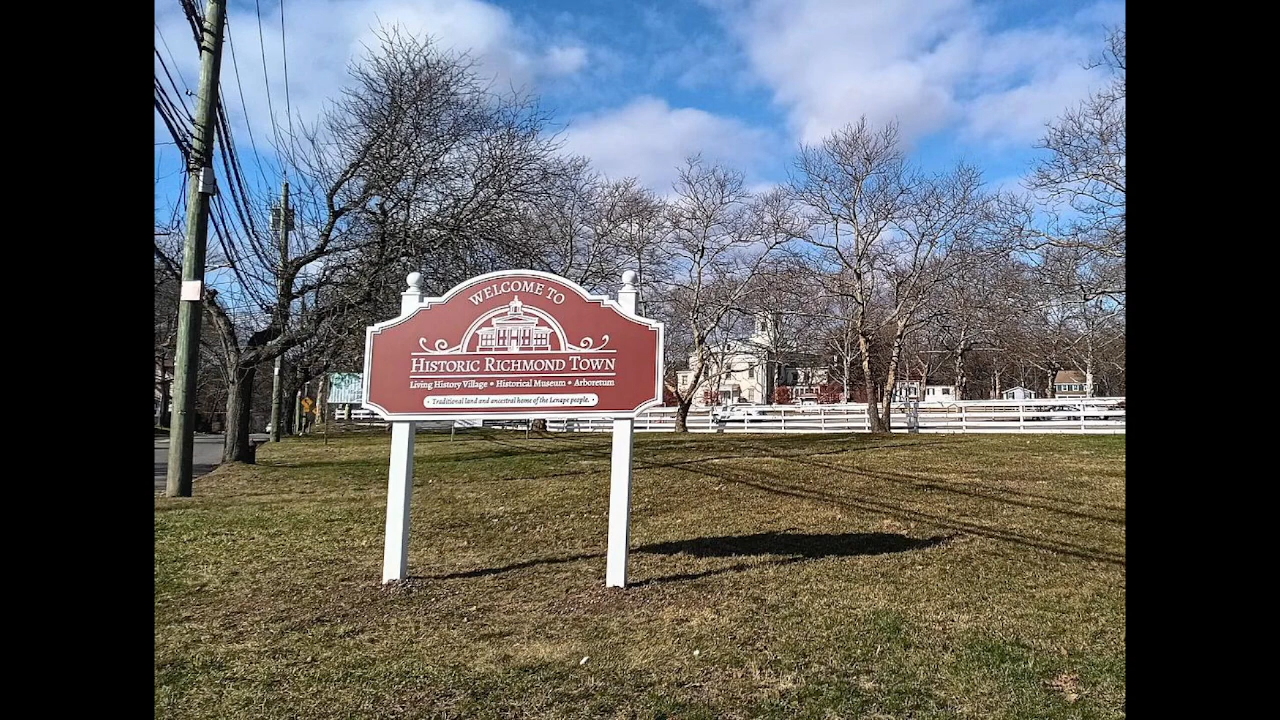 WELCOME TO
HISTORIC RICHMOND TOWN
Living History Village • Historical Museum • Arboretum
• Traditional land and ancestral home of the Lenape people. •